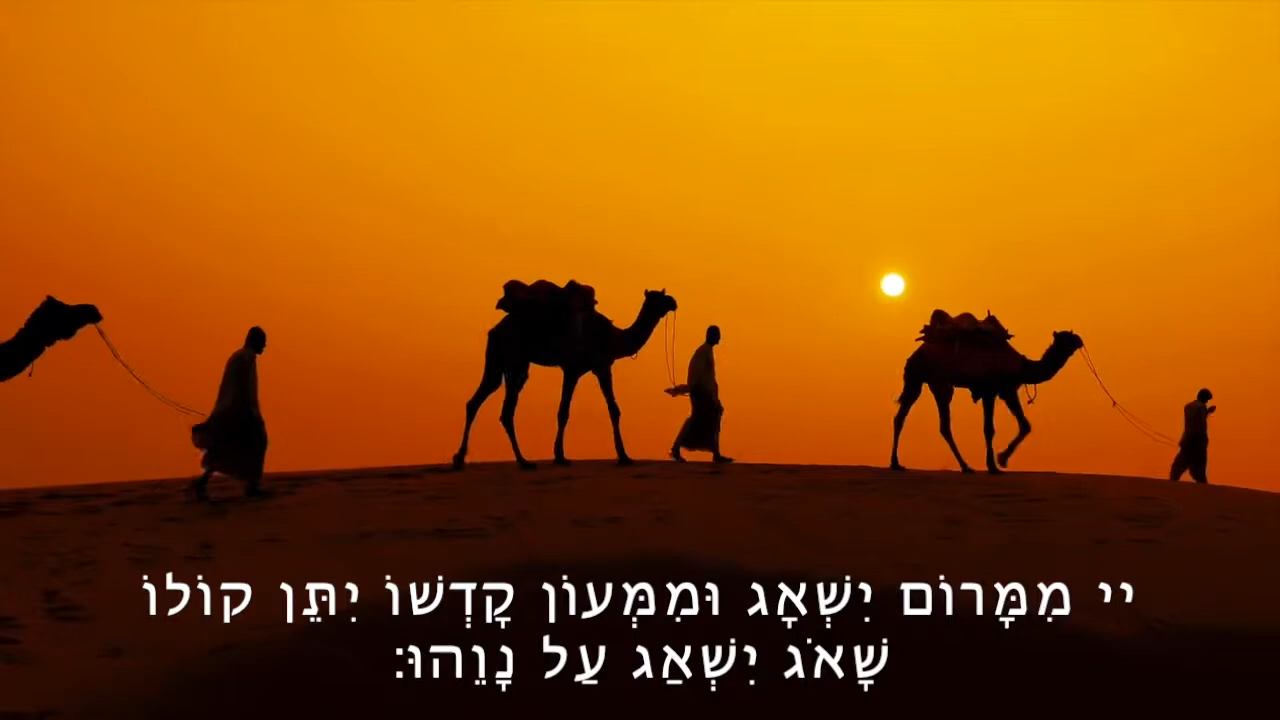 יי מִמָּרוֹם יִשְׁאָג וּמִמְּעוֹן קָדְשׁוֹ יִתֵּן קוֹלוֹ
שָׁאֹג יִשְׁאַג עַל נָוֵהוּ: